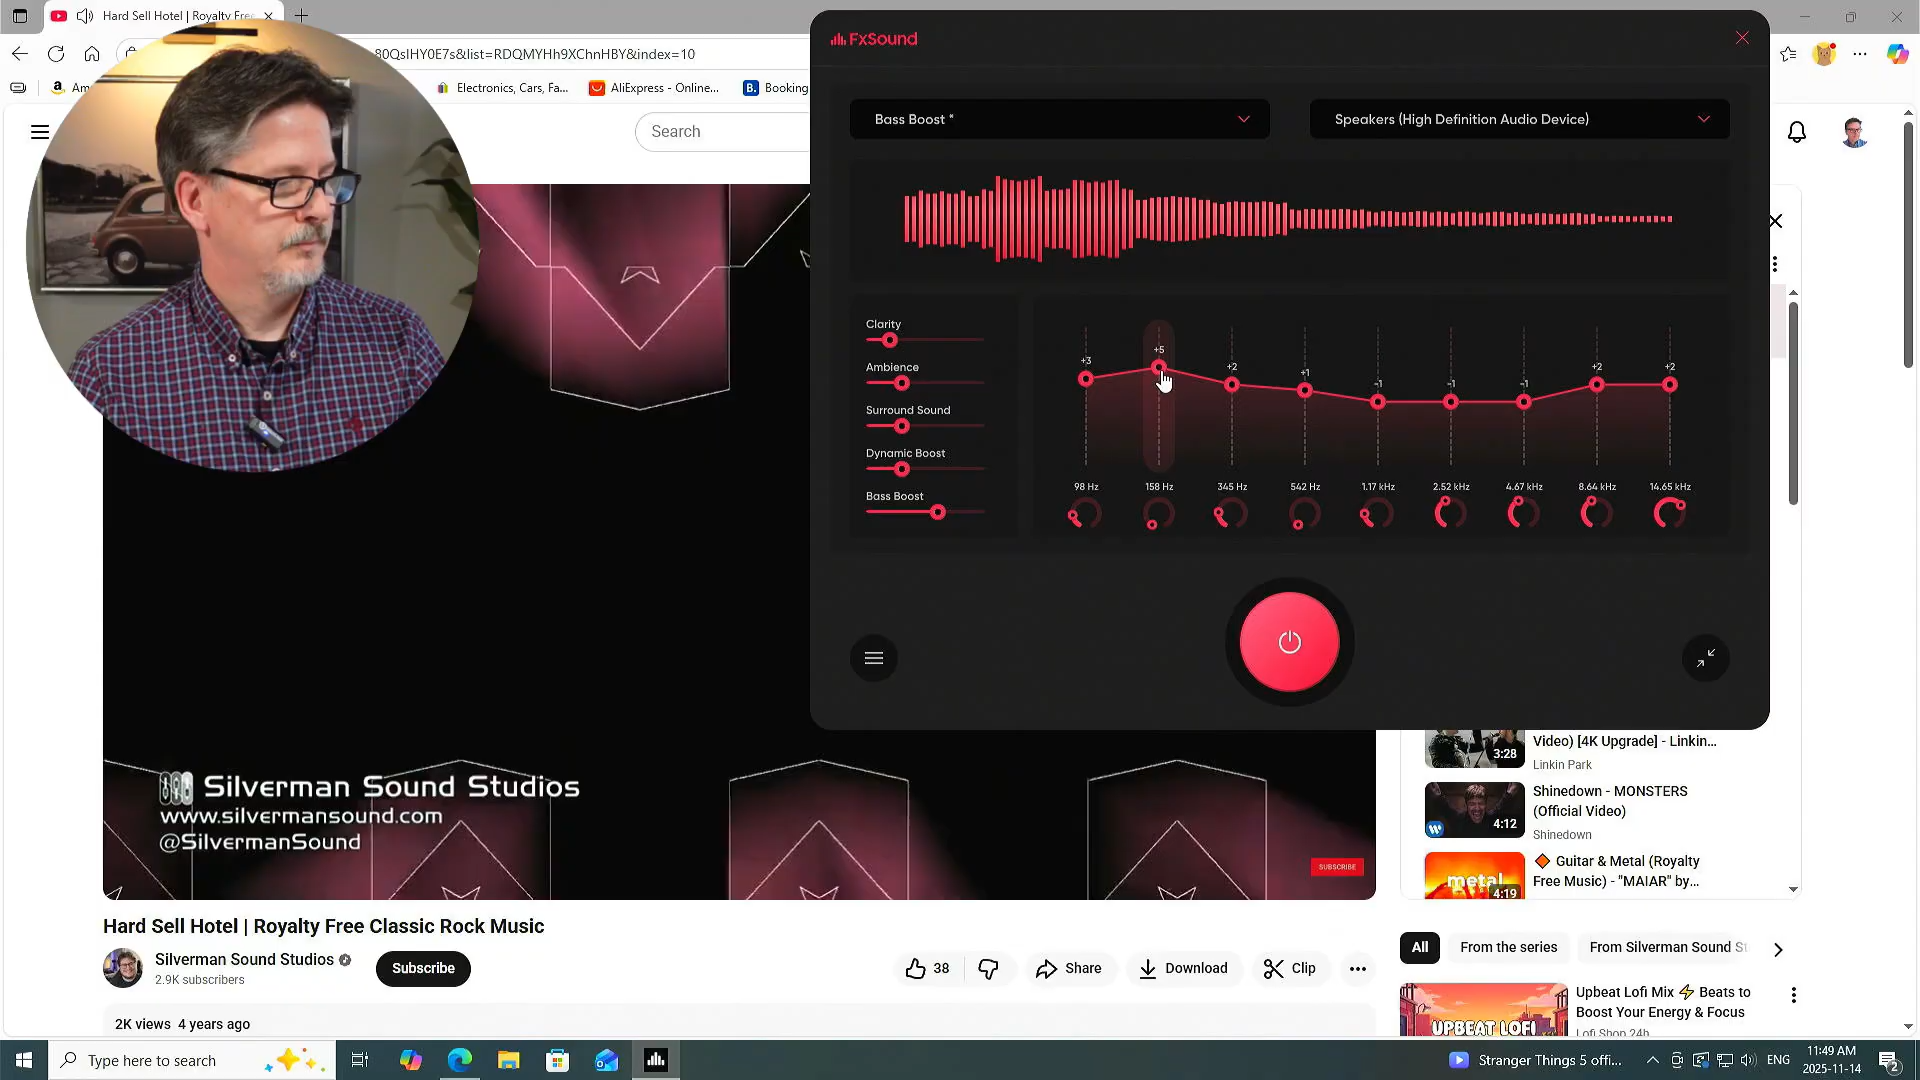 Hard Sell Hotel | Royalty Free
80QsIHY0E7s&list=RDQMYHh9XChnHBY&index=10
Electronics, Cars, Fa...
AliExpress - Online...
Booking
Search
FxSound
Bass Boost *
Speakers (High Definition Audio Device)
Clarity
Ambience
Surround Sound
Dynamic Boost
Bass Boost
+3 +5 +2 +1 -1 -1 -1 +2 +2
98 Hz 158 Hz 345 Hz 542 Hz 1.17 kHz 2.52 kHz 4.67 kHz 8.64 kHz 14.65 kHz
Silverman Sound Studios
www.silvermansound.com
@SilvermanSound
SUBSCRIBE
Video) [4K Upgrade] - Linkin...
Linkin Park
3:28
Shinedown - MONSTERS
(Official Video)
Shinedown
4:12
Guitar & Metal (Royalty
Free Music) - "MAIAR" by...
metal
4:19
Hard Sell Hotel | Royalty Free Classic Rock Music
Silverman Sound Studios
2.9K subscribers
Subscribe
38
Share
Download
Clip
All
From the series
From Silverman Sound St
Upbeat Lofi Mix ⚡ Beats to
Boost Your Energy & Focus
Lofi Shop 24h
UPBEAT LOFI
2K views 4 years ago
Type here to search
Stranger Things 5 offi...
ENG
11:49 AM
2025-11-14
2